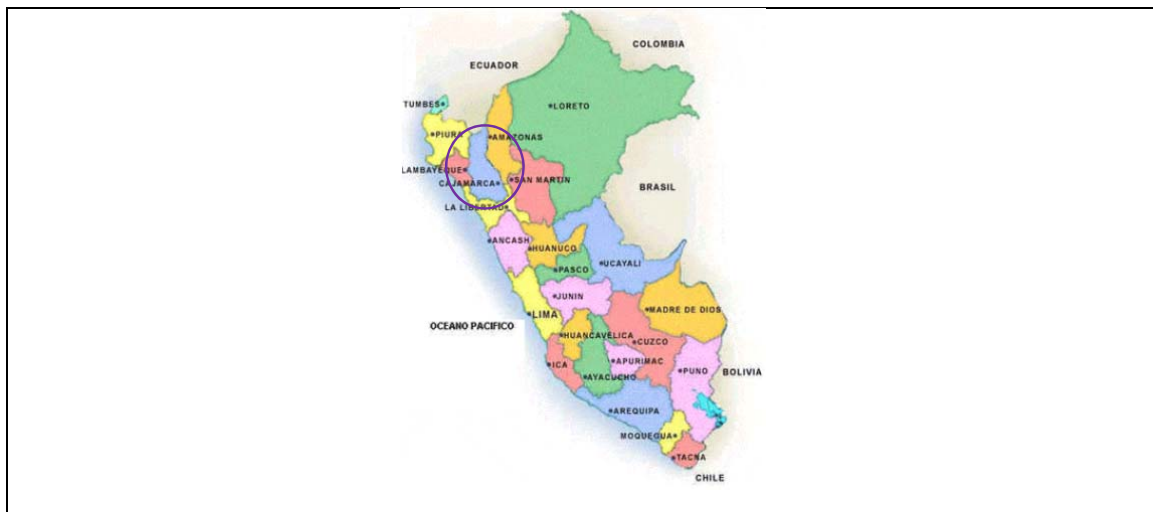 COLOMBIA
ECUADOR
LORETO
TUMBES
PIURA
AMAZONAS
LAMBAYEQUE
CAJAMARCA
SAN MARTIN
BRASIL
LA LIBERTAD
ANCASH
HUANUCO
UCAYALI
PASCO
JUNIN
MADRE DE DIOS
LIMA
OCEANO PACIFICO
HUANCAVELICA
CUZCO
ICA
APURIMAC
PUNO
BOLIVIA
AYACUCHO
AREQUIPA
MOQUEGUA
TACNA
CHILE